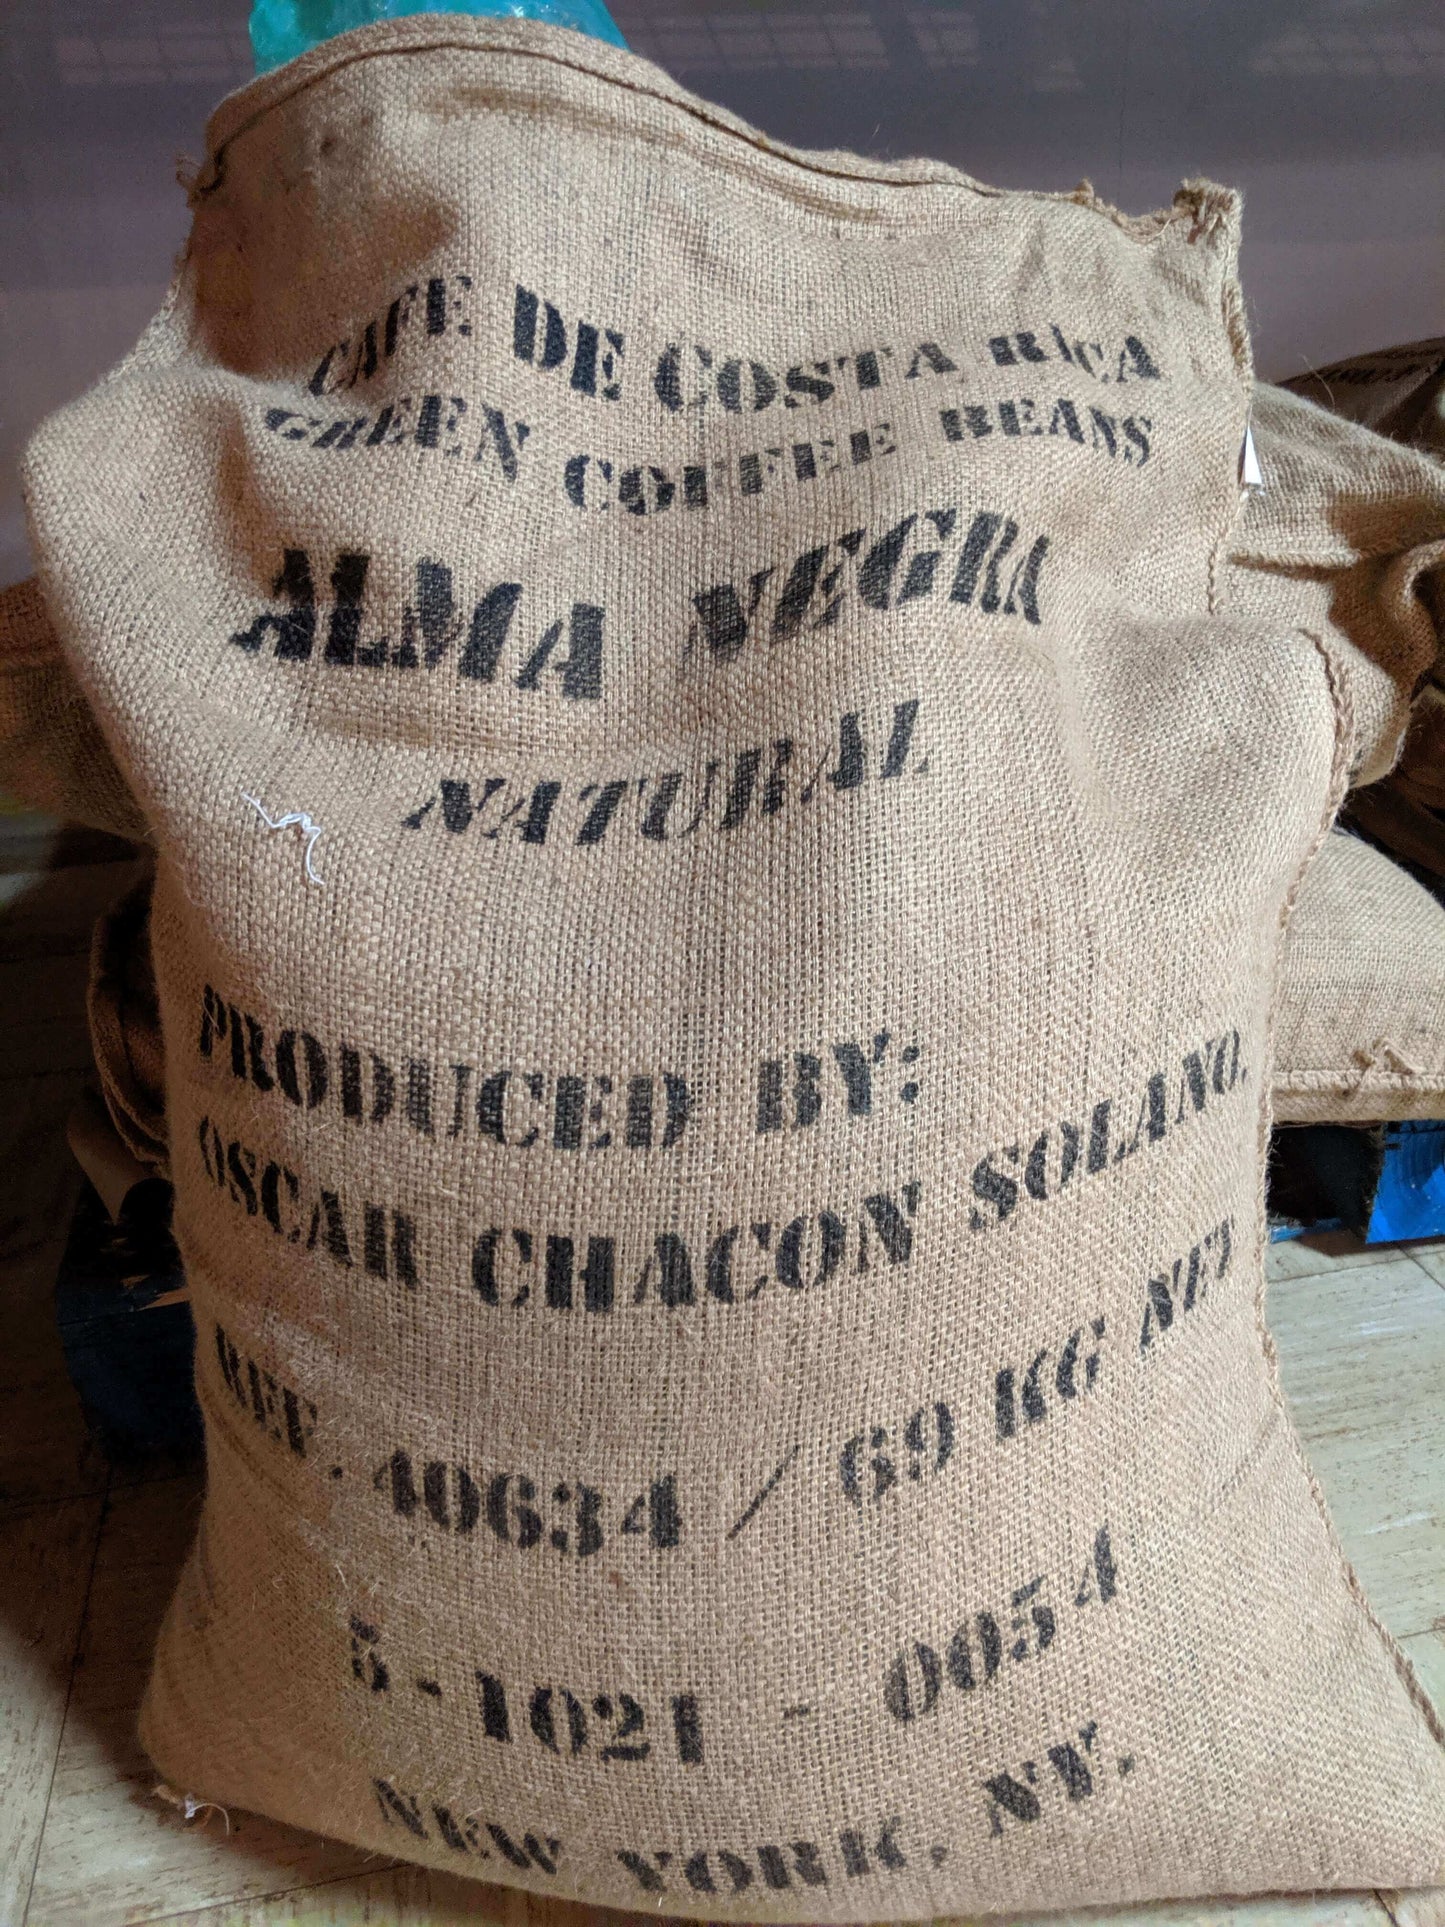 CAFE DE COSTA RICA
GREEN COFFEE BEANS
ALMA NEGRA
NATURAL
PRODUCED BY:
OSCAR CHACON SOLANO.
REF. 40634 / 69 KG NET
5-1021 - 0054
NEW YORK, NY.